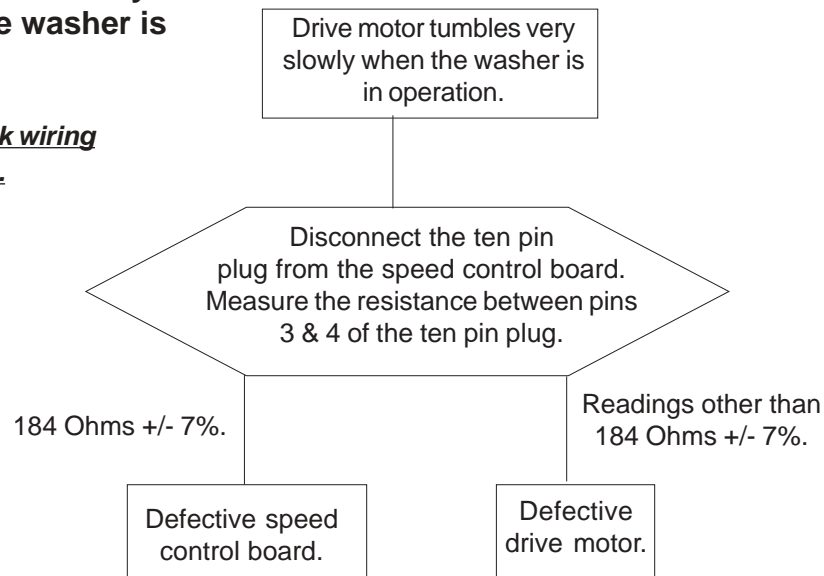 e washer is
k wiring
Drive motor tumbles very
slowly when the washer is
in operation.
Disconnect the ten pin
plug from the speed control board.
Measure the resistance between pins
3 & 4 of the ten pin plug.
184 Ohms +/- 7%.
Readings other than
184 Ohms +/- 7%.
Defective speed
control board.
Defective
drive motor.